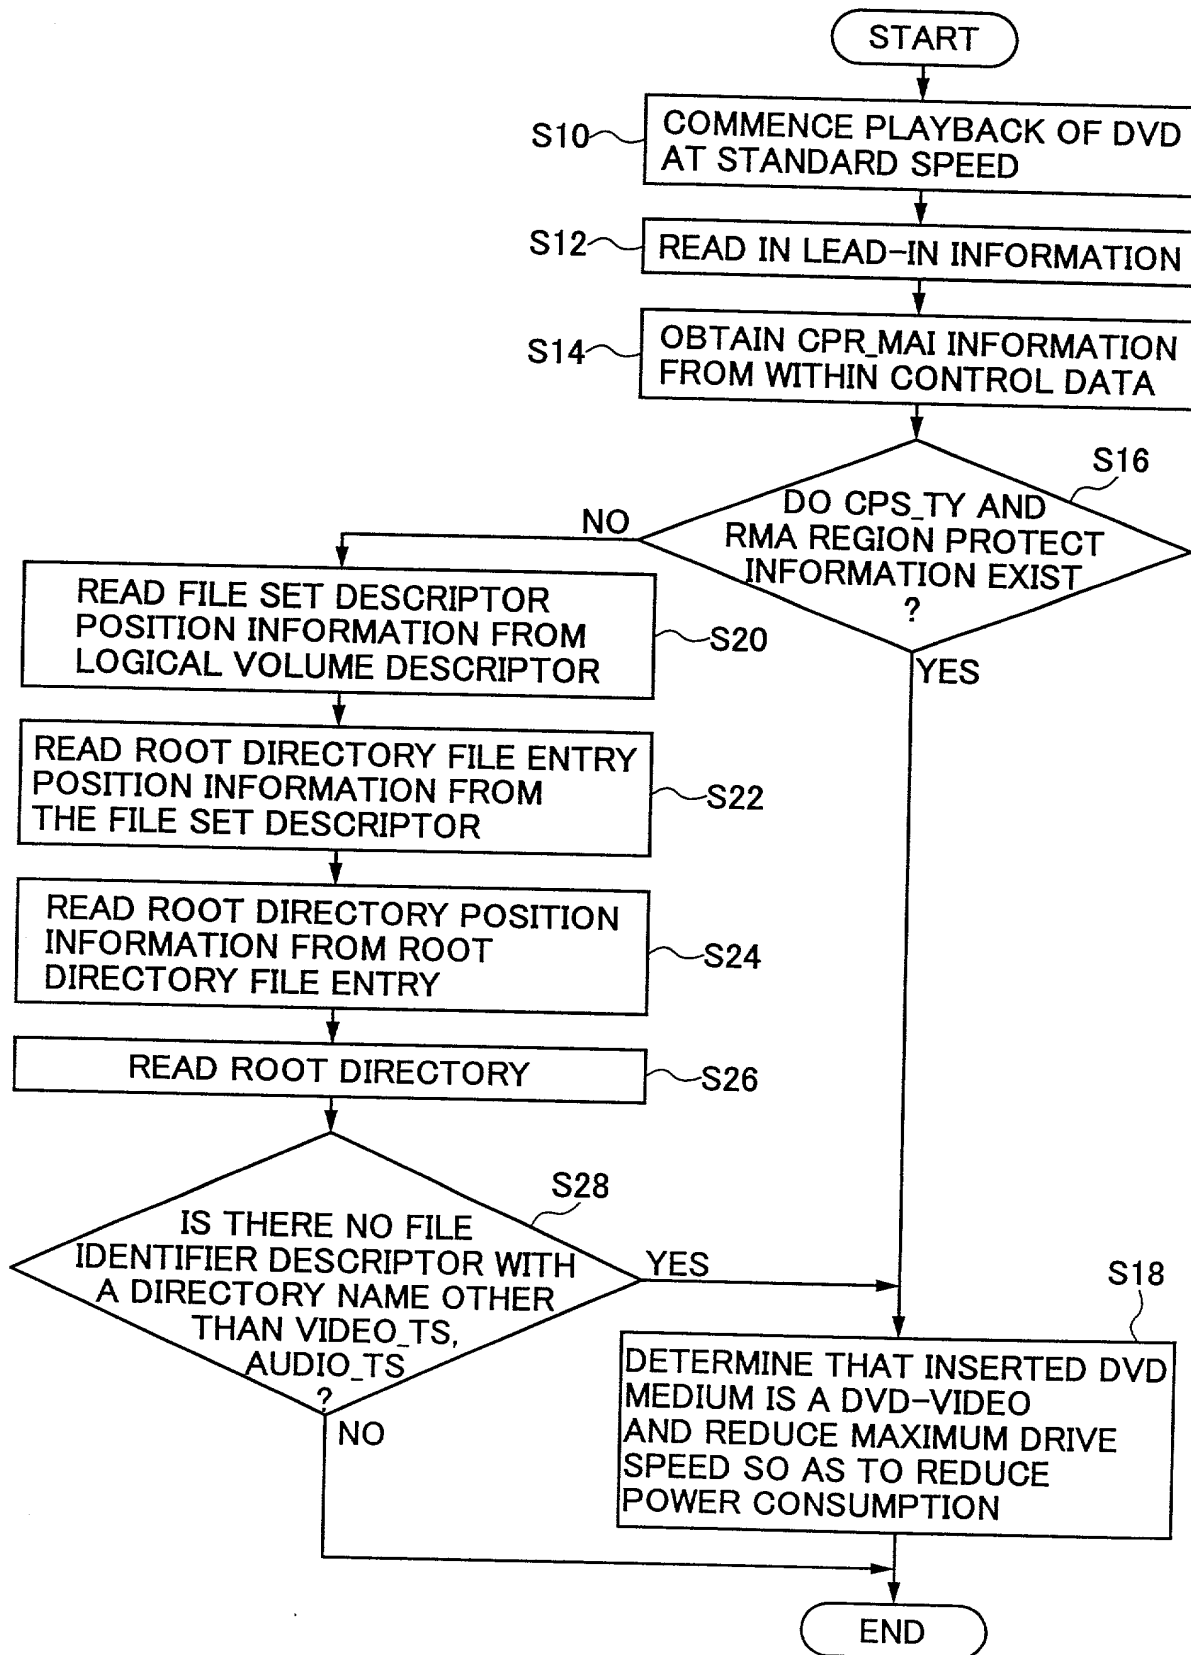 START
S10
COMMENCE PLAYBACK OF DVD
AT STANDARD SPEED
S12
READ IN LEAD-IN INFORMATION
S14
OBTAIN CPR_MAI INFORMATION
FROM WITHIN CONTROL DATA
S16
DO CPS_TY AND
RMA REGION PROTECT
INFORMATION EXIST
?
NO
YES
READ FILE SET DESCRIPTOR
POSITION INFORMATION FROM
LOGICAL VOLUME DESCRIPTOR
S20
READ ROOT DIRECTORY FILE ENTRY
POSITION INFORMATION FROM
THE FILE SET DESCRIPTOR
S22
READ ROOT DIRECTORY POSITION
INFORMATION FROM ROOT
DIRECTORY FILE ENTRY
S24
READ ROOT DIRECTORY
S26
S28
IS THERE NO FILE
IDENTIFIER DESCRIPTOR WITH
A DIRECTORY NAME OTHER
THAN VIDEO_TS,
AUDIO_TS
?
YES
NO
S18
DETERMINE THAT INSERTED DVD
MEDIUM IS A DVD-VIDEO
AND REDUCE MAXIMUM DRIVE
SPEED SO AS TO REDUCE
POWER CONSUMPTION
END